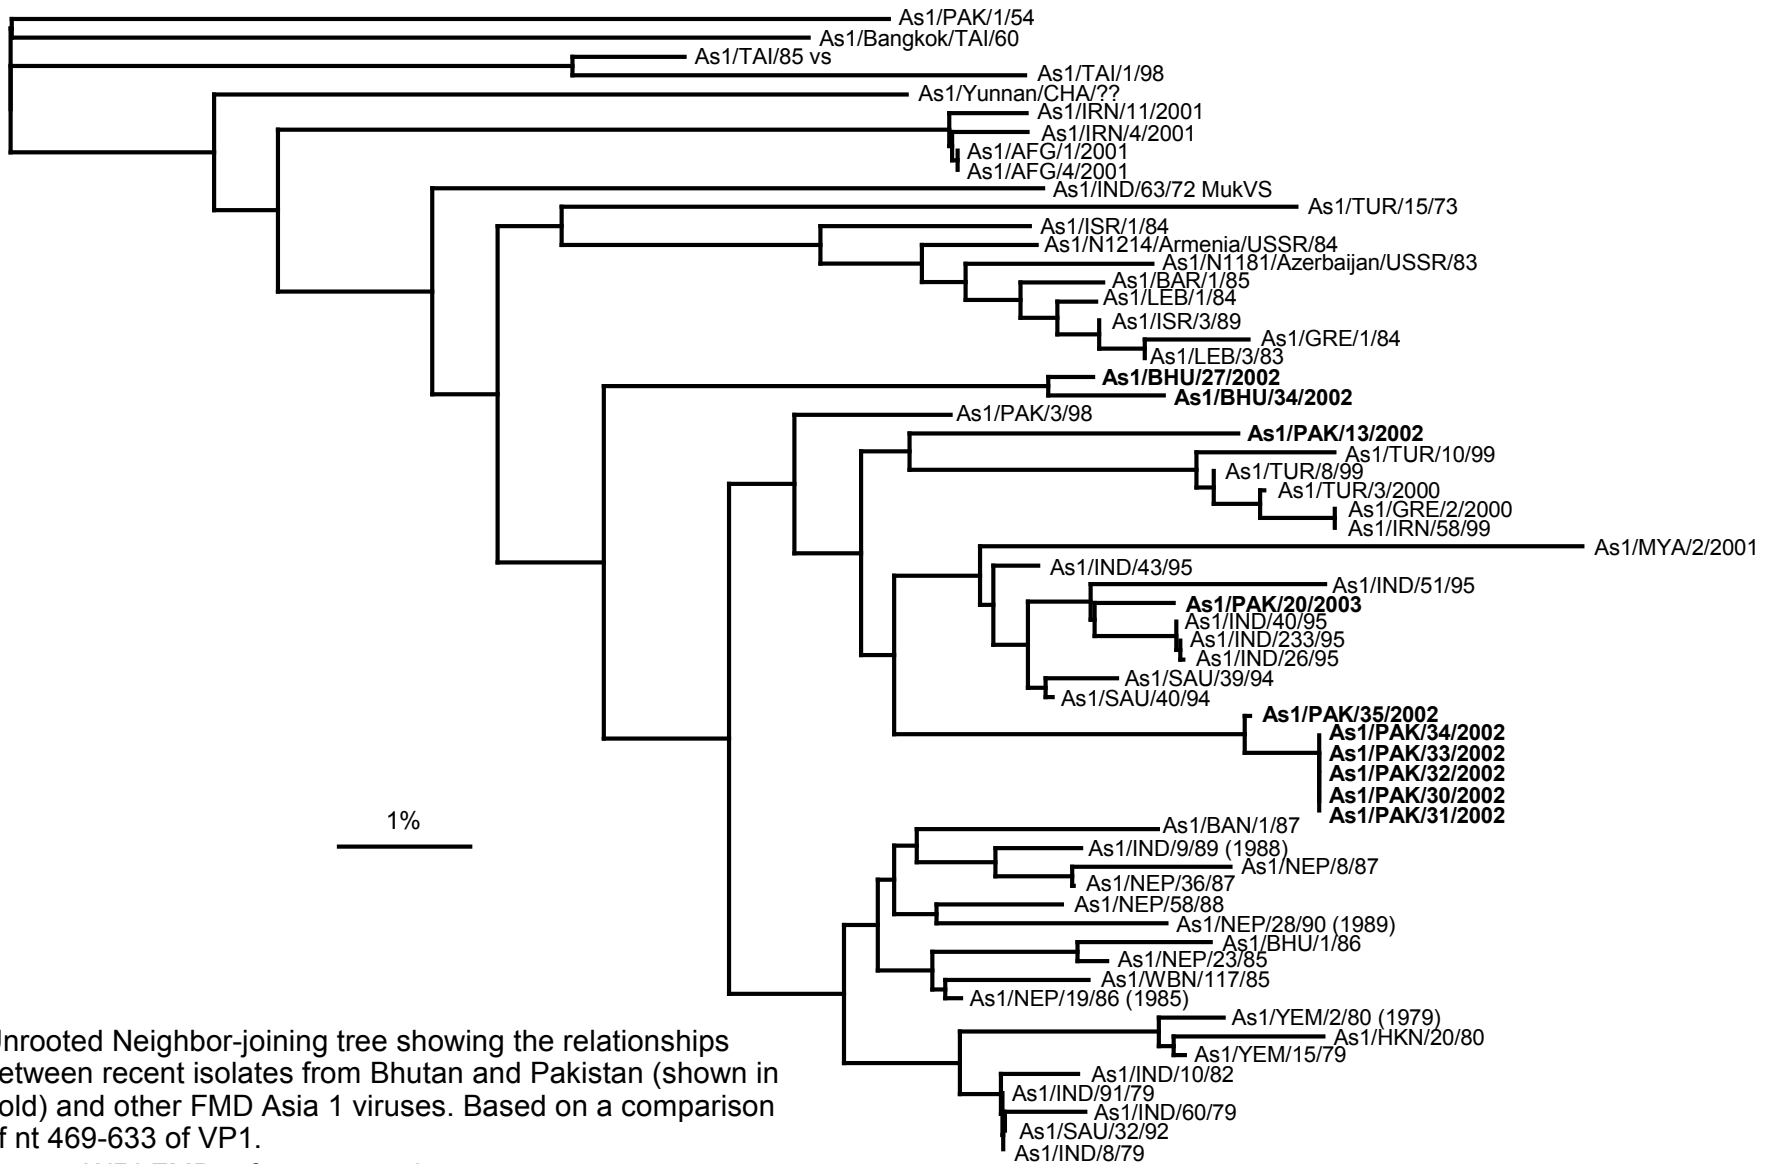 As1/PAK/1/54
As1/Bangkok/TAI/60
As1/TAI/85 vs
As1/TAI/1/98
As1/Yunnan/CHA/??
As1/IRN/11/2001
As1/IRN/4/2001
As1/AFG/1/2001
As1/AFG/4/2001
As1/IND/63/72 MukVS
As1/TUR/15/73
As1/ISR/1/84
As1/N1214/Armenia/USSR/84
As1/N1181/Azerbaijan/USSR/83
As1/BAR/1/85
As1/LEB/1/84
As1/ISR/3/89
As1/GRE/1/84
As1/LEB/3/83
As1/BHU/27/2002
As1/BHU/34/2002
As1/PAK/3/98
As1/PAK/13/2002
As1/TUR/10/99
As1/TUR/8/99
As1/TUR/3/2000
As1/GRE/2/2000
As1/IRN/58/99
As1/MYA/2/2001
As1/IND/43/95
As1/IND/51/95
As1/PAK/20/2003
As1/IND/40/95
As1/IND/233/95
As1/IND/26/95
As1/SAU/39/94
As1/SAU/40/94
As1/PAK/35/2002
As1/PAK/34/2002
As1/PAK/33/2002
As1/PAK/32/2002
As1/PAK/30/2002
As1/PAK/31/2002
1%
As1/BAN/1/87
As1/IND/9/89 (1988)
As1/NEP/8/87
As1/NEP/36/87
As1/NEP/58/88
As1/NEP/28/90 (1989)
As1/BHU/1/86
As1/NEP/23/85
As1/WBN/117/85
As1/NEP/19/86 (1985)
As1/YEM/2/80 (1979)
As1/HKN/20/80
As1/YEM/15/79
As1/IND/10/82
As1/IND/91/79
As1/IND/60/79
As1/SAU/32/92
As1/IND/8/79
nrooted Neighbor-joining tree showing the relationships
etween recent isolates from Bhutan and Pakistan (shown in
old) and other FMD Asia 1 viruses. Based on a comparison
f nt 469-633 of VP1.